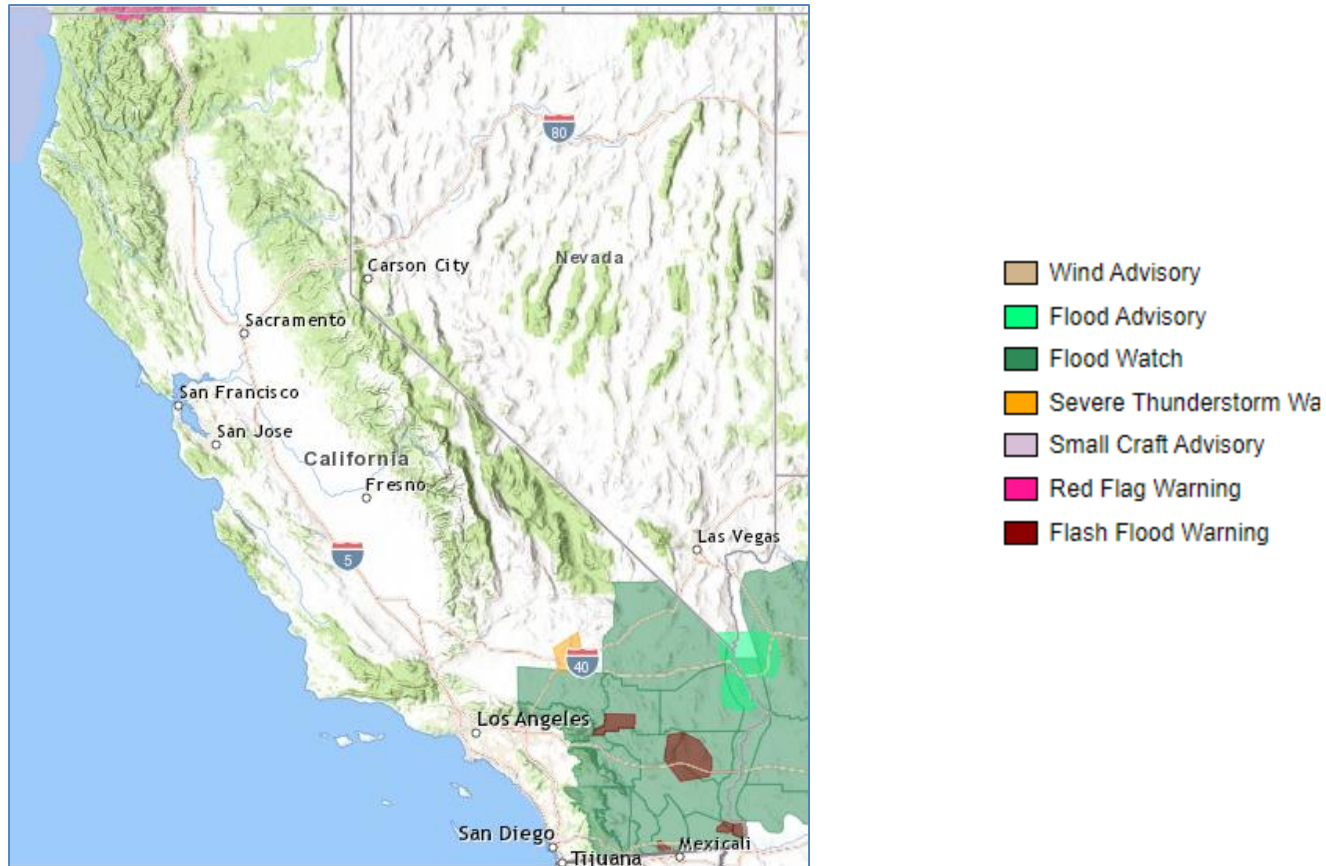 80
Carson City
Nevada
Sacramento
San Francisco
San Jose
California
Fresno
5
Las Vegas
40
Los Angeles
San Diego
Mexicali
Tijuana
Wind Advisory
Flood Advisory
Flood Watch
Severe Thunderstorm Wa
Small Craft Advisory
Red Flag Warning
Flash Flood Warning